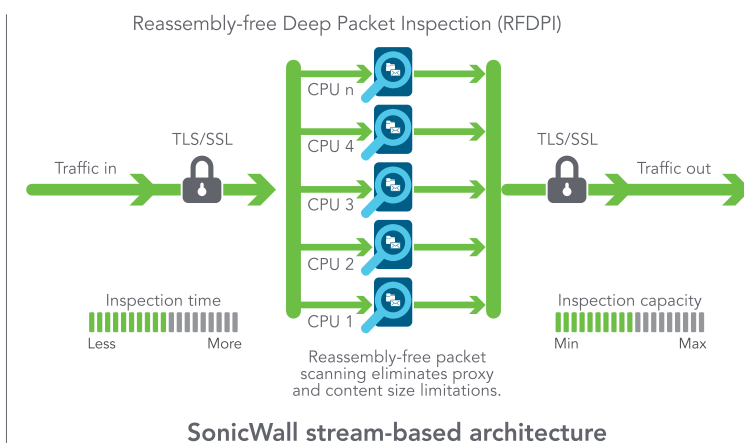 Reassembly-free Deep Packet Inspection (RFDPI)
CPU n
TLS/SSL
TLS/SSL
CPU 4
Traffic in
Traffic out
CPU 3
CPU 2
Inspection time
Inspection capacity
CPU 1
Less
More
Min
Max
Reassembly-free packet
scanning eliminates proxy
and content size limitations.
SonicWall stream-based architecture